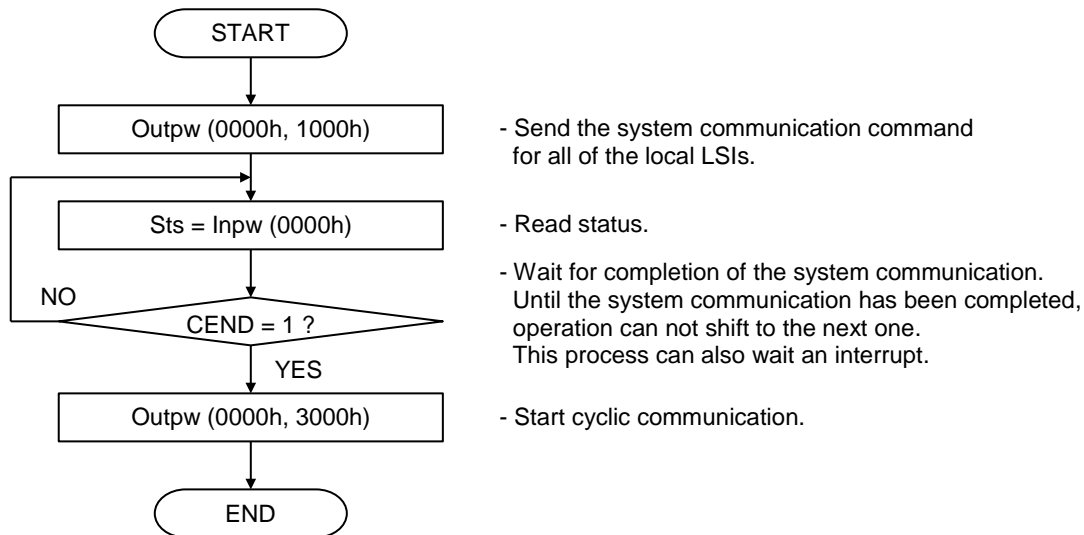 START
Outpw (0000h, 1000h)
- Send the system communication command
for all of the local LSIs.
Sts = Inpw (0000h)
- Read status.
- Wait for completion of the system communication.
Until the system communication has been completed,
operation can not shift to the next one.
This process can also wait an interrupt.
NO
CEND = 1 ?
YES
Outpw (0000h, 3000h)
- Start cyclic communication.
END